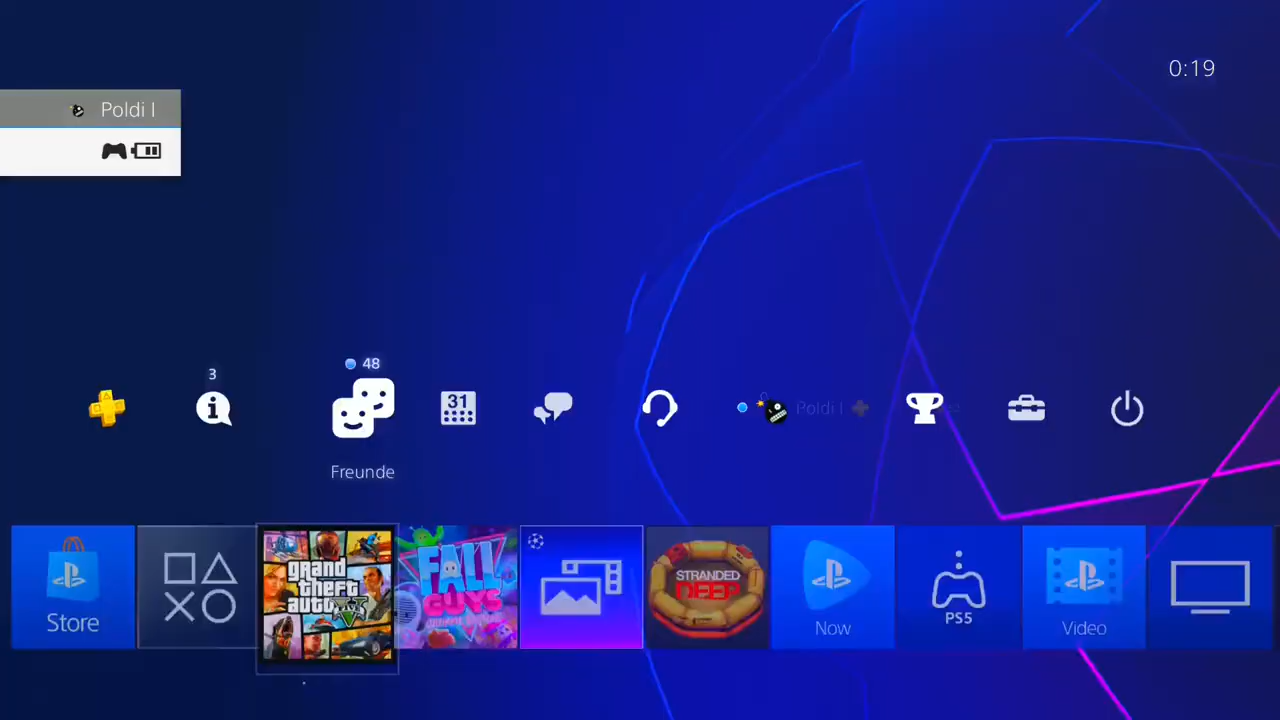 0:19
Poldi I
48
3
31
Poldi I
Freunde
Store
grand
theft
auto
V
FALL
GUYS
STRANDED
DEEP
Now
PS5
Video